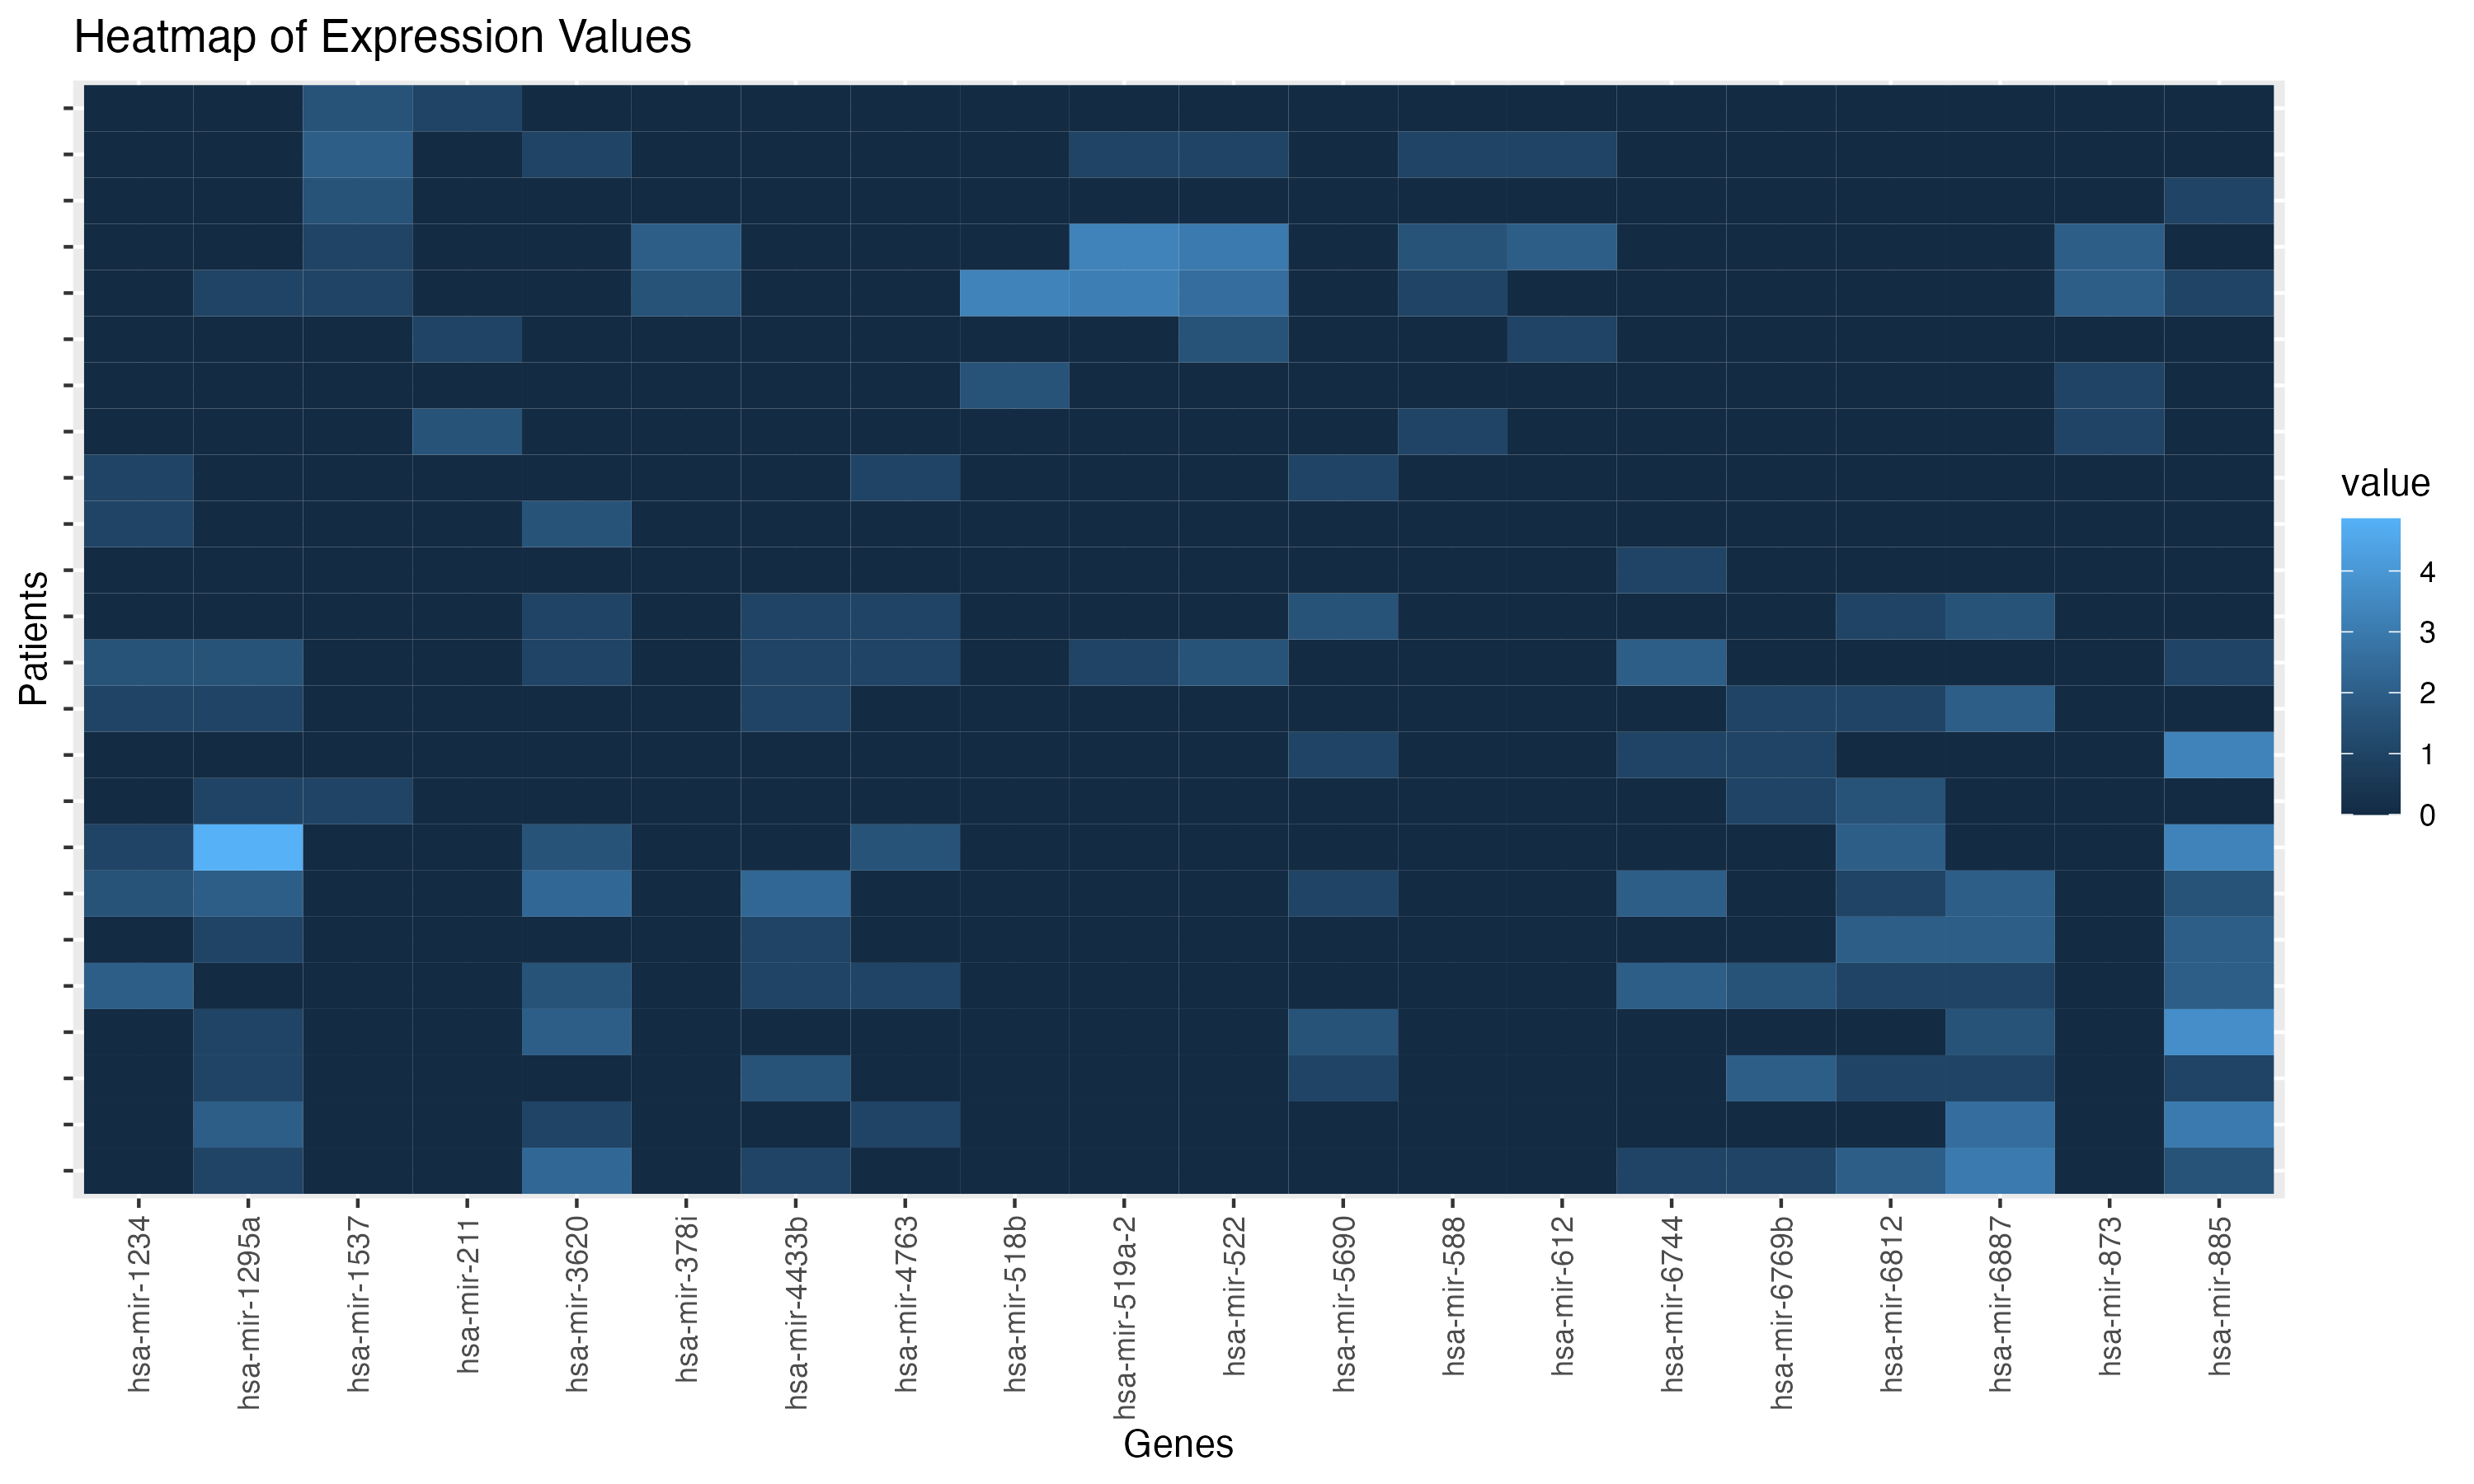 Heatmap of Expression Values
Patients
value
4
3
2
1
0
hsa-mir-1234
hsa-mir-1295a
hsa-mir-1537
hsa-mir-211
hsa-mir-3620
hsa-mir-378i
hsa-mir-4433b
hsa-mir-4763
hsa-mir-518b
hsa-mir-519a-2
hsa-mir-522
hsa-mir-5690
hsa-mir-588
hsa-mir-612
hsa-mir-6744
hsa-mir-6769b
hsa-mir-6812
hsa-mir-6887
hsa-mir-873
hsa-mir-885
Genes